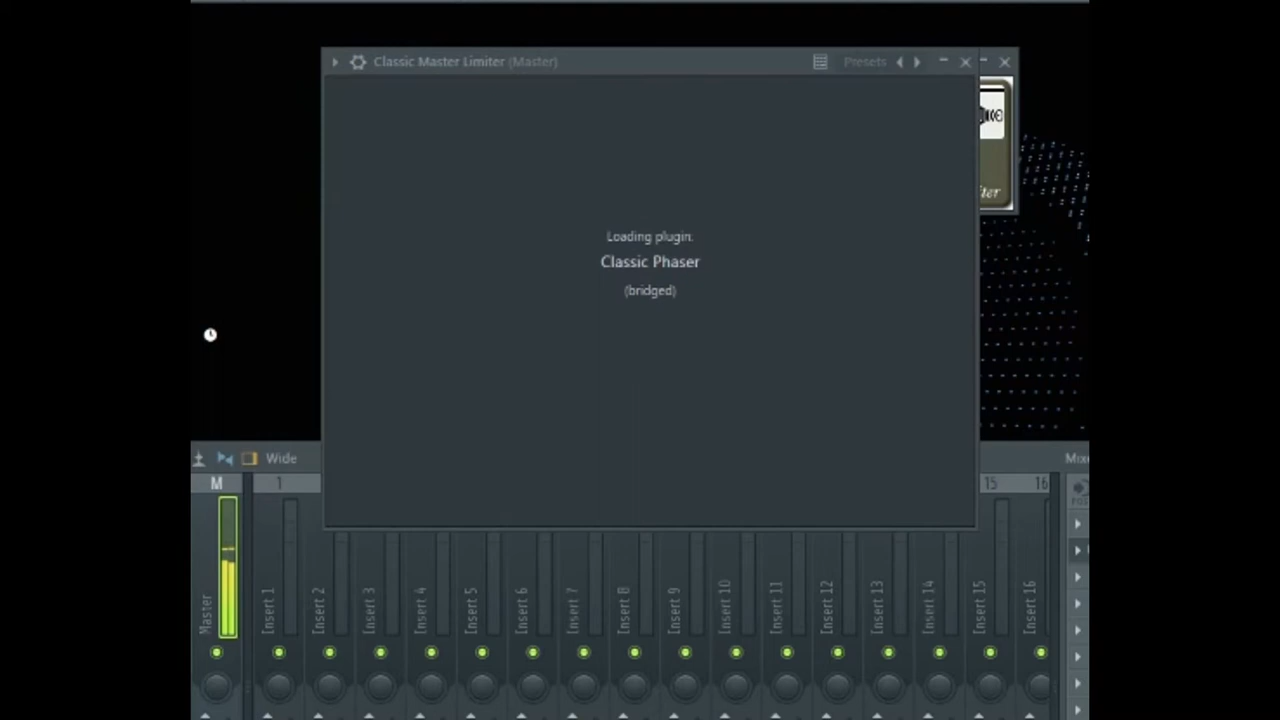 Classic Master Limiter (Master)
Presets
Loading plugin:
Classic Phaser
(bridged)
Wide
M
1
15
16
Master
Insert 1
Insert 2
Insert 3
Insert 4
Insert 5
Insert 6
Insert 7
Insert 8
Insert 9
Insert 10
Insert 11
Insert 12
Insert 13
Insert 14
Insert 15
Insert 16